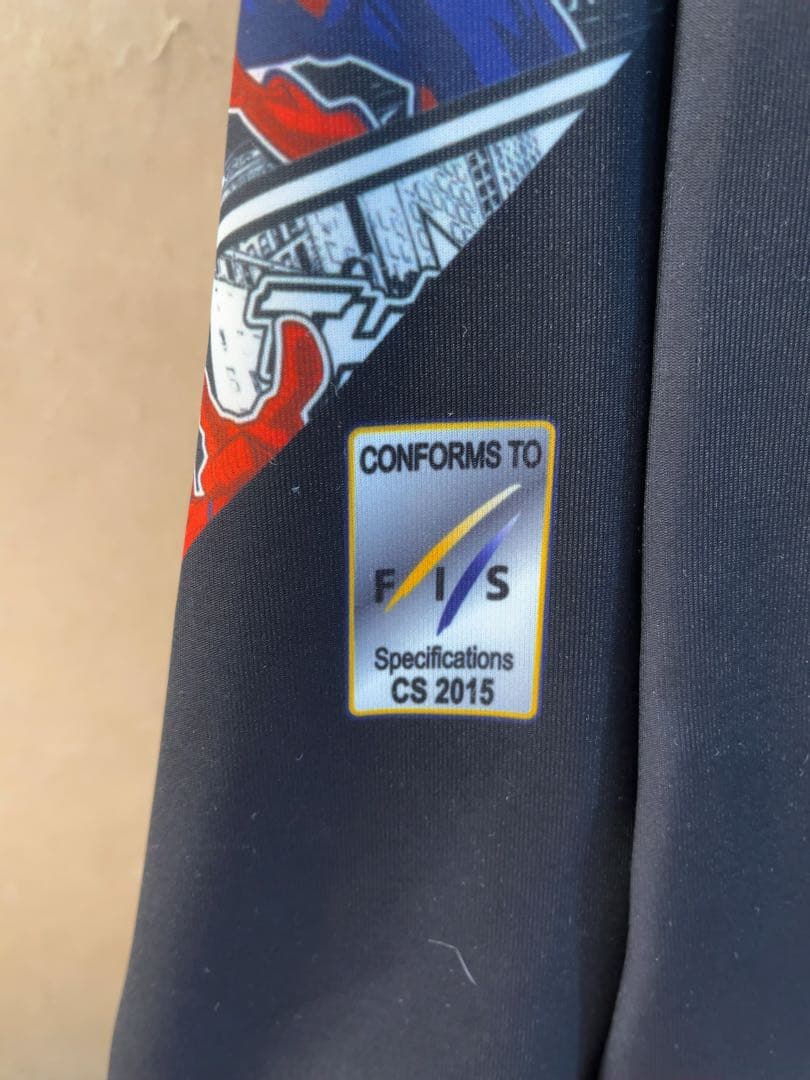 CONFORMS TO
F I S
Specifications
CS 2015